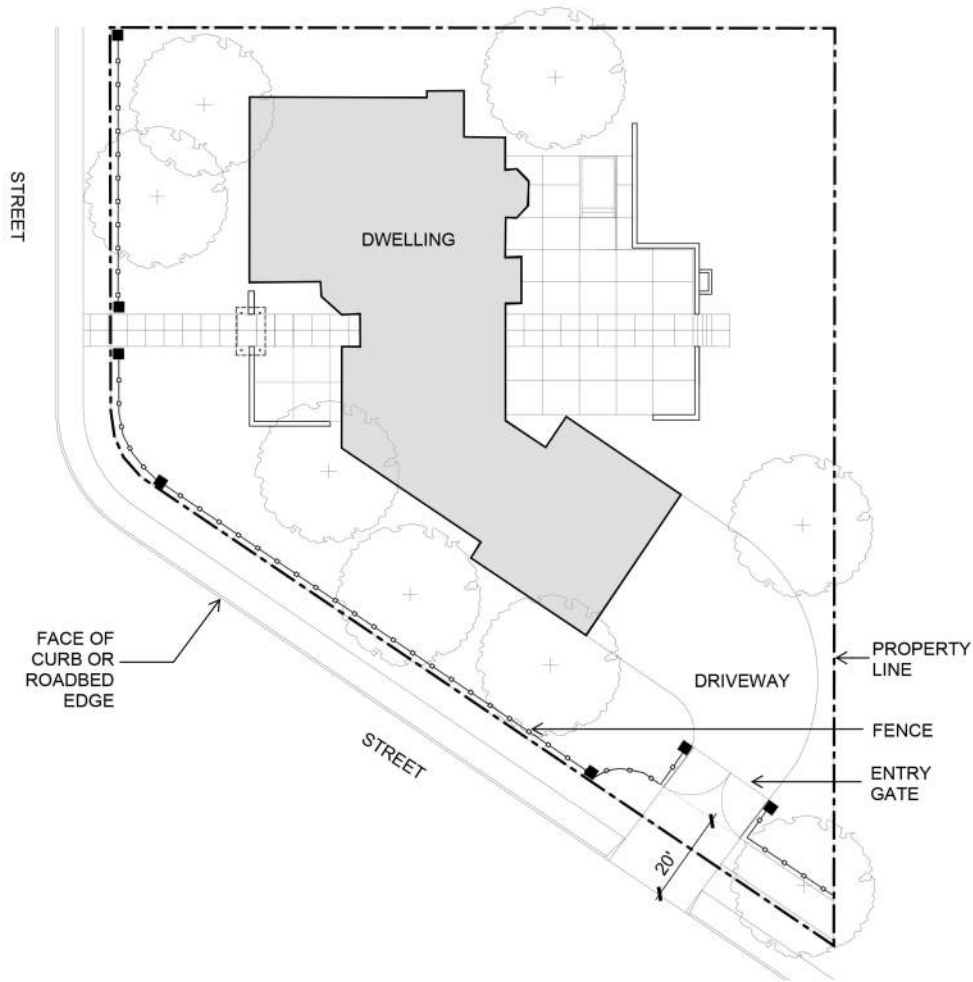 STREET
DWELLING
FACE OF
CURB OR
ROADBED
EDGE
PROPERTY
LINE
DRIVEWAY
FENCE
STREET
ENTRY
GATE
20'